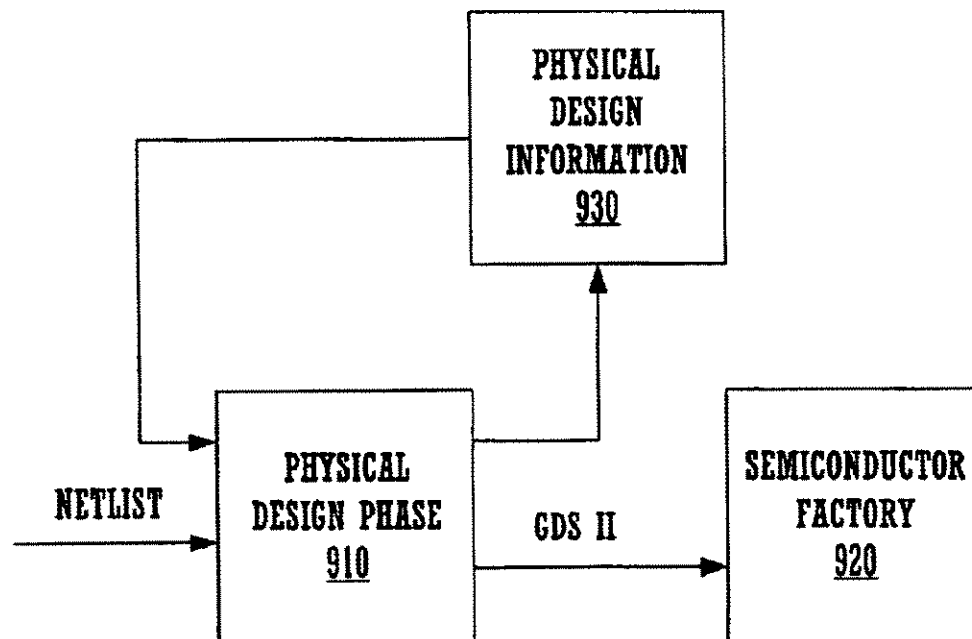 PHYSICAL
DESIGN
INFORMATION
930
NETLIST
PHYSICAL
DESIGN PHASE
910
GDS II
SEMICONDUCTOR
FACTORY
920